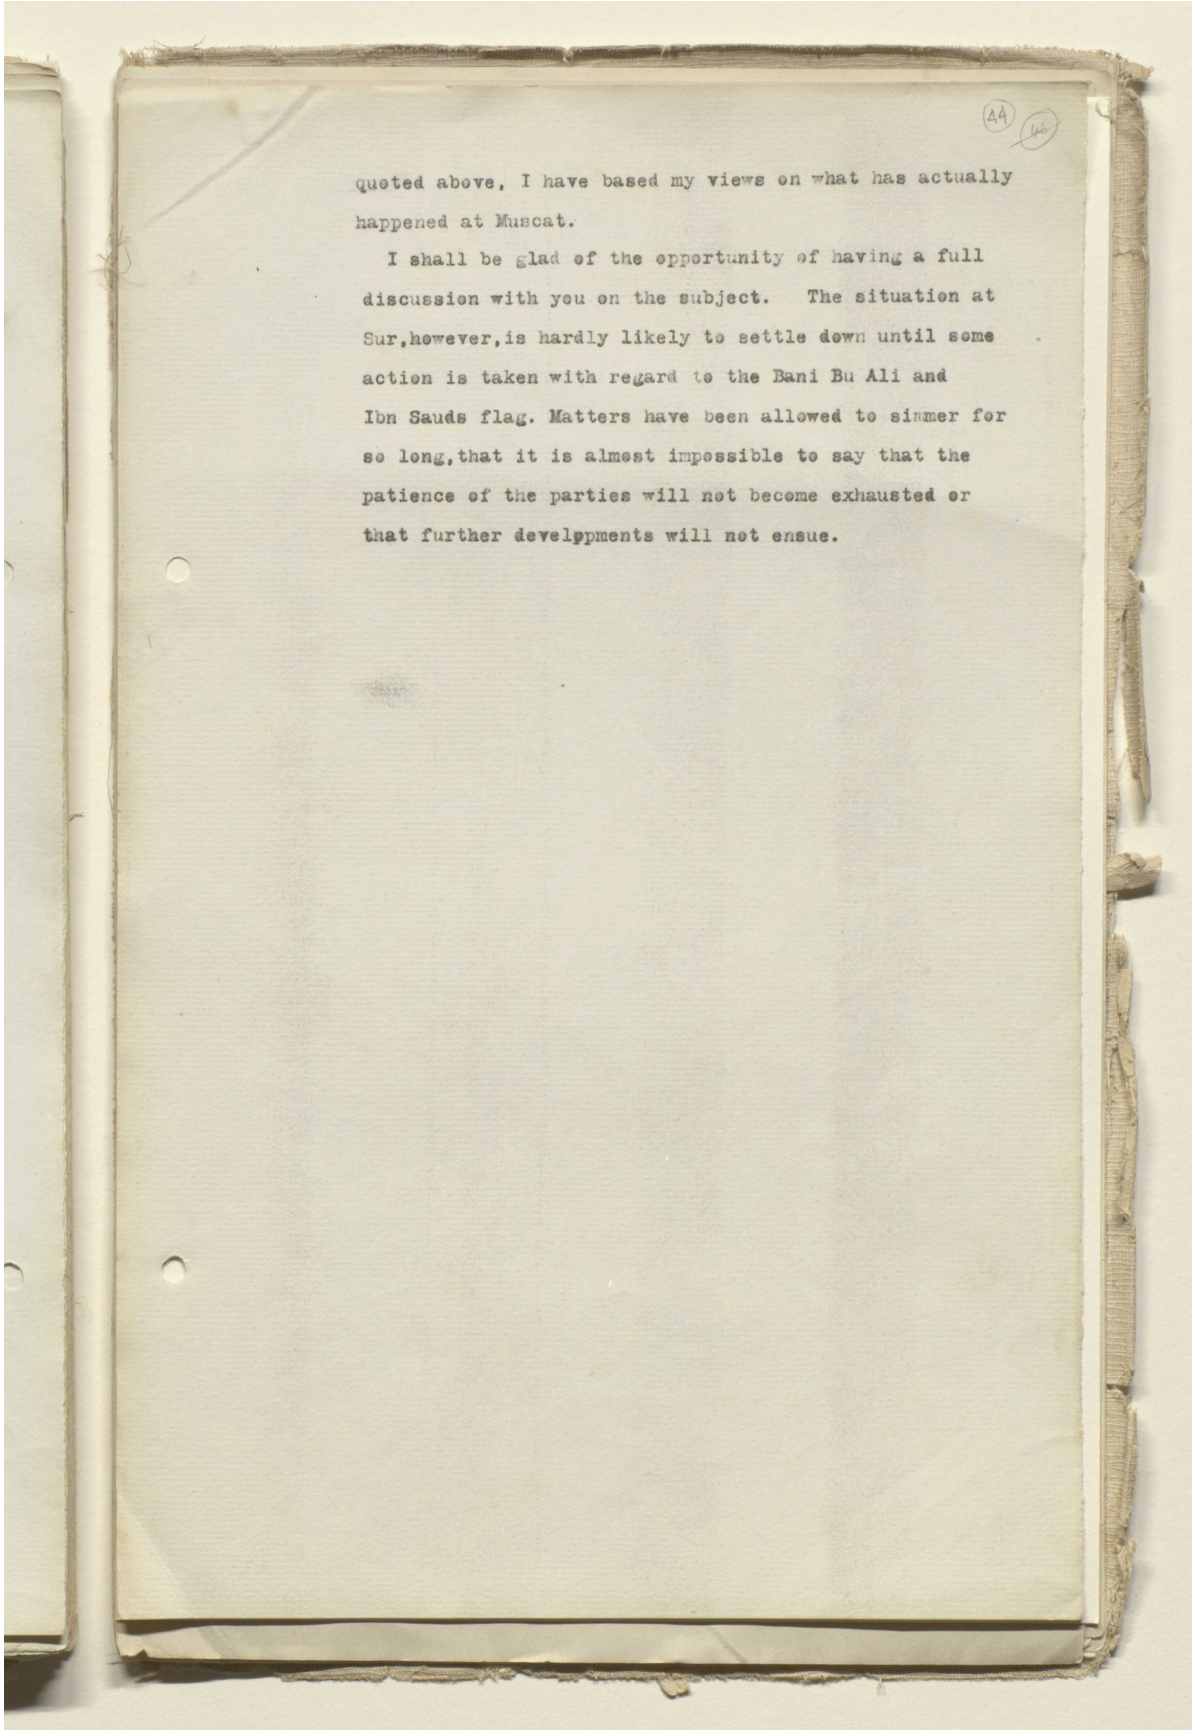 44
46
quoted above, I have based my views on what has actually
happened at Muscat.
I shall be glad of the opportunity of having a full
discussion with you on the subject. The situation at
Sur,however,is hardly likely to settle down until some
action is taken with regard to the Bani Bu Ali and
Ibn Sauds flag. Matters have been allowed to simmer for
so long,that it is almost impossible to say that the
patience of the parties will not become exhausted or
that further developments will not ensue.